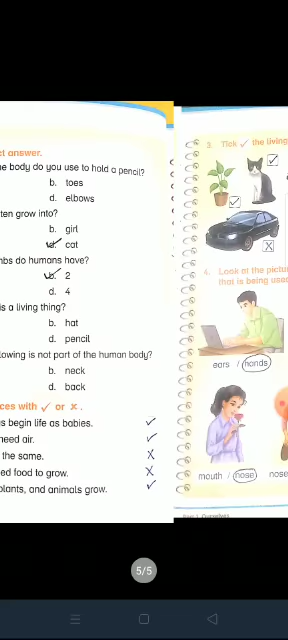 ct answer.
he body do you use to hold a pencil?
b. toes
d. elbows
ten grow into?
b. girl
cat
mbs do humans have?
b. 2
d. 4
is a living thing?
b. hat
d. pencil
lowing is not part of the human body?
b. neck
d. back
ces with ✓ or x.
s begin life as babies. ✓
need air. ✓
the same. X
ed food to grow. X
plants, and animals grow. ✓
3. Tick ✓ the living
✓
✓
X
4. Look at the pictu
that is being used
ears / hands
mouth / nose nose
5/5